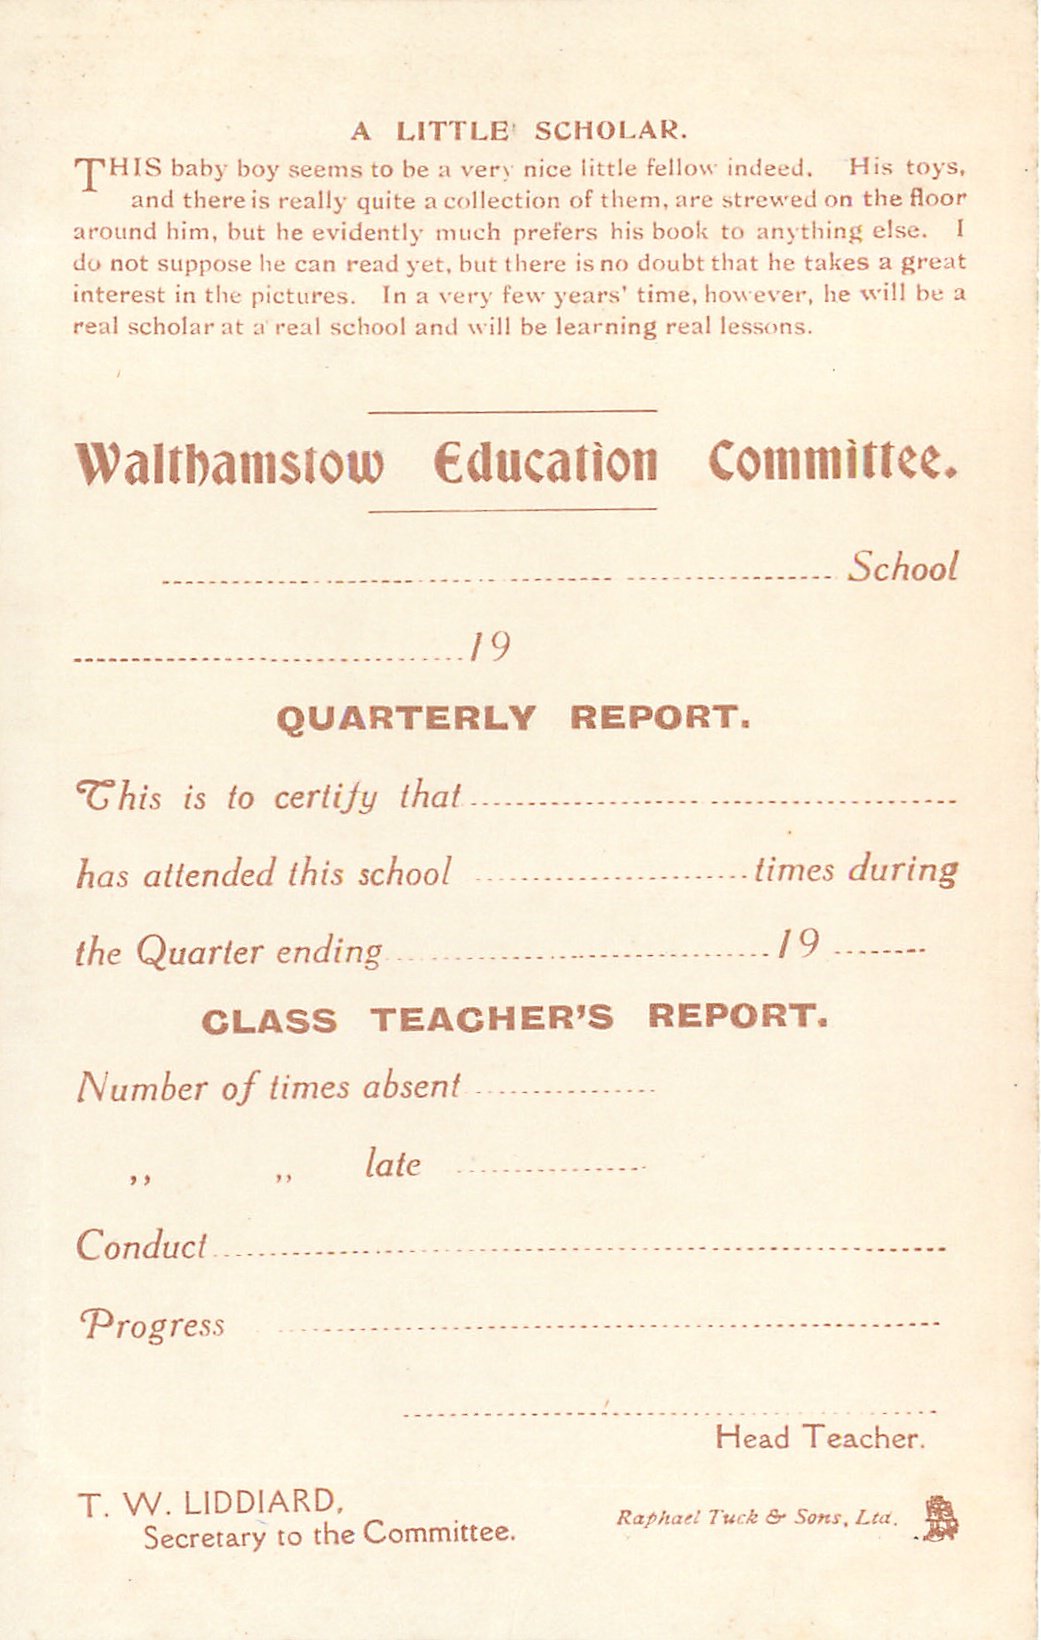 A LITTLE SCHOLAR.
THIS baby boy seems to be a very nice little fellow indeed. His toys,
and there is really quite a collection of them, are strewed on the floor
around him, but he evidently much prefers his book to anything else. I
do not suppose he can read yet, but there is no doubt that he takes a great
interest in the pictures. In a very few years' time, however, he will be a
real scholar at a real school and will be learning real lessons.
Walthamstow Education Committee.
School
19
QUARTERLY REPORT.
This is to certify that
has attended this school times during
the Quarter ending 19
CLASS TEACHER'S REPORT.
Number of times absent
,, ,, late
Conduct
Progress
Head Teacher.
T. W. LIDDIARD,
Secretary to the Committee.
Raphael Tuck & Sons, Ltd.